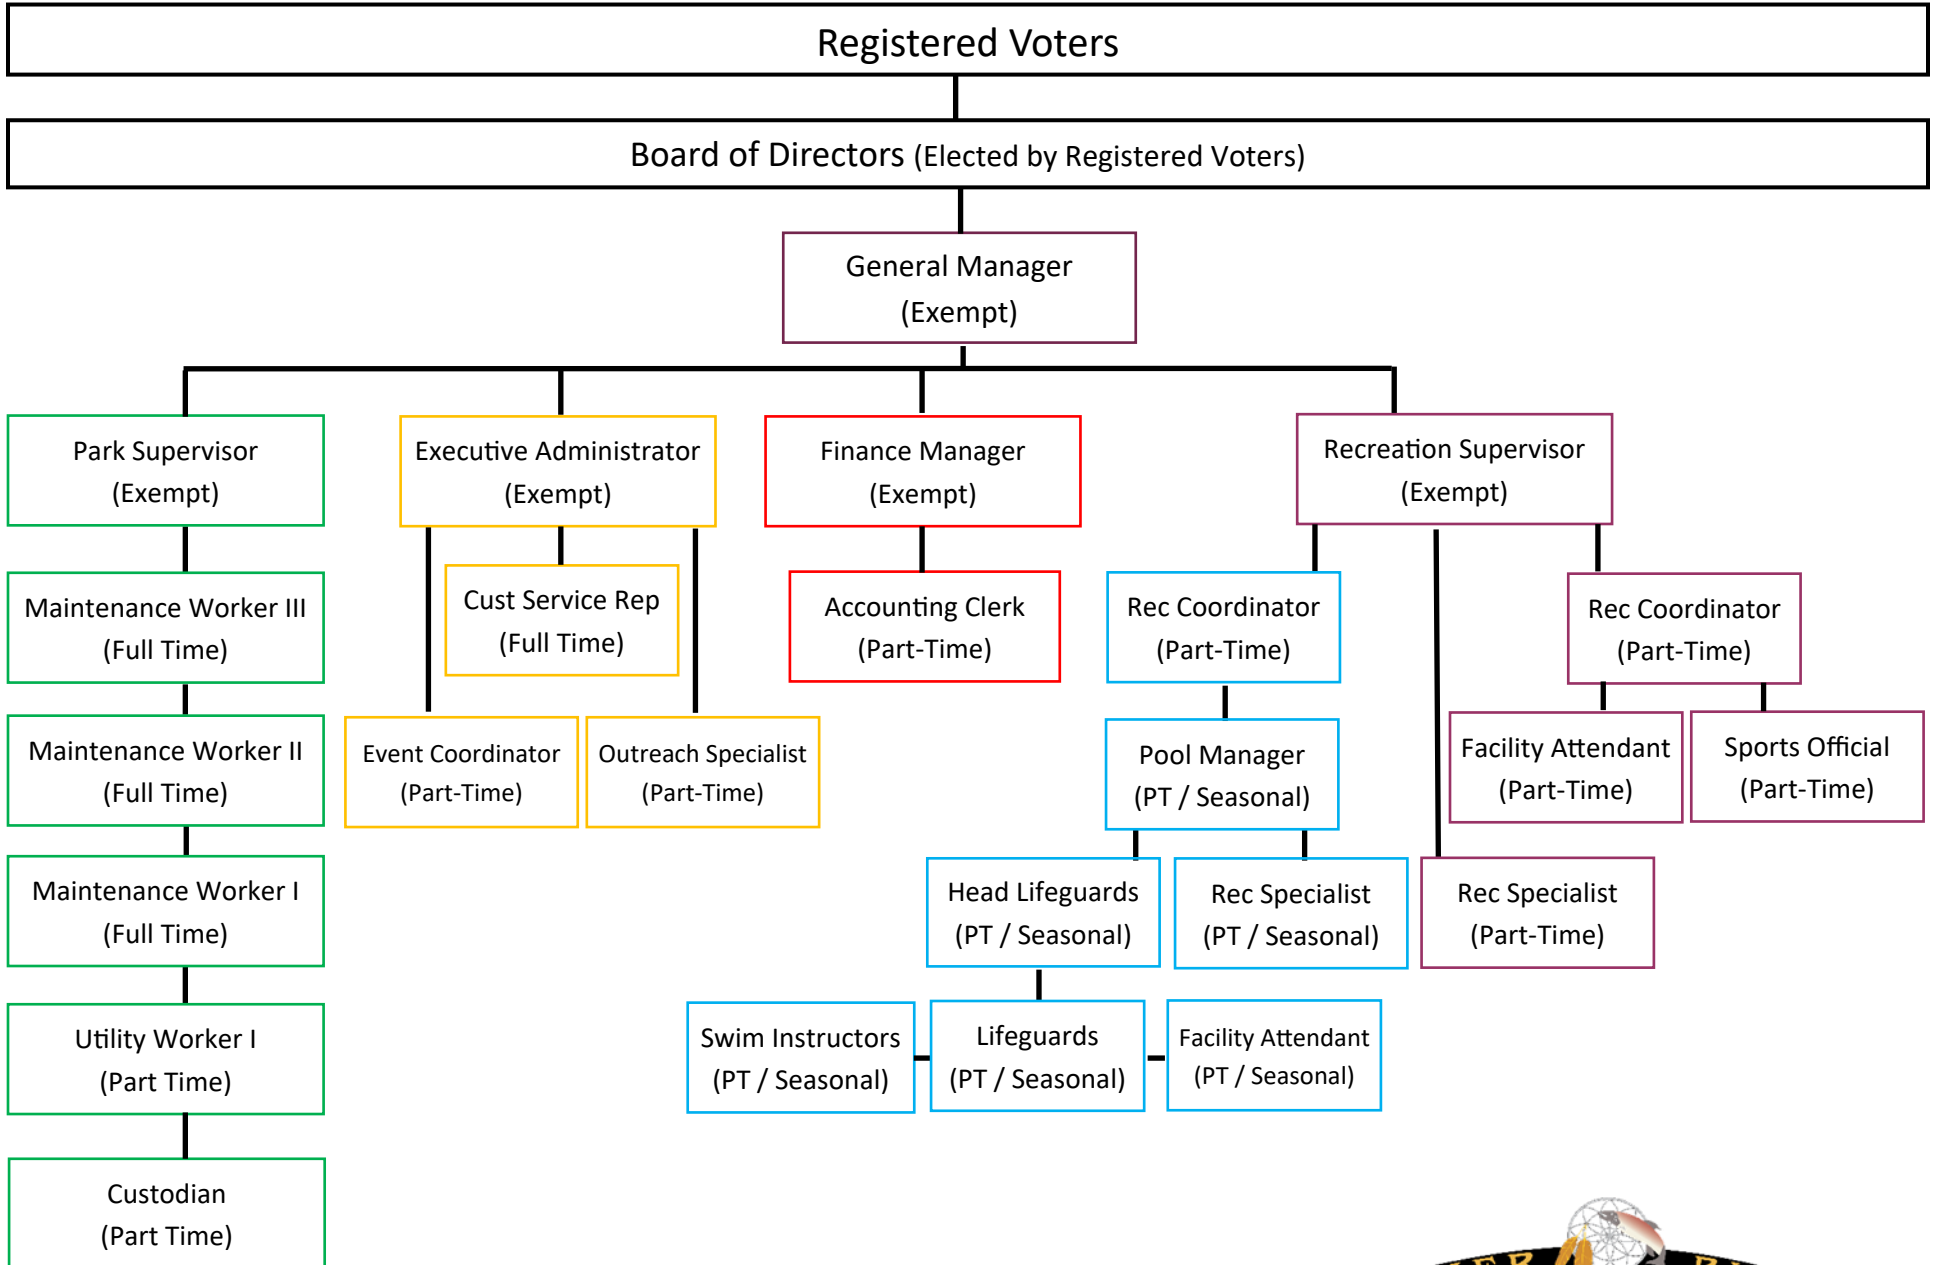 Registered Voters
Board of Directors (Elected by Registered Voters)
General Manager
(Exempt)
Park Supervisor
(Exempt)
Executive Administrator
(Exempt)
Finance Manager
(Exempt)
Recreation Supervisor
(Exempt)
Maintenance Worker III
(Full Time)
Cust Service Rep
(Full Time)
Accounting Clerk
(Part-Time)
Rec Coordinator
(Part-Time)
Rec Coordinator
(Part-Time)
Maintenance Worker II
(Full Time)
Event Coordinator
(Part-Time)
Outreach Specialist
(Part-Time)
Pool Manager
(PT / Seasonal)
Facility Attendant
(Part-Time)
Sports Official
(Part-Time)
Maintenance Worker I
(Full Time)
Head Lifeguards
(PT / Seasonal)
Rec Specialist
(PT / Seasonal)
Rec Specialist
(Part-Time)
Utility Worker I
(Part Time)
Swim Instructors
(PT / Seasonal)
Lifeguards
(PT / Seasonal)
Facility Attendant
(PT / Seasonal)
Custodian
(Part Time)